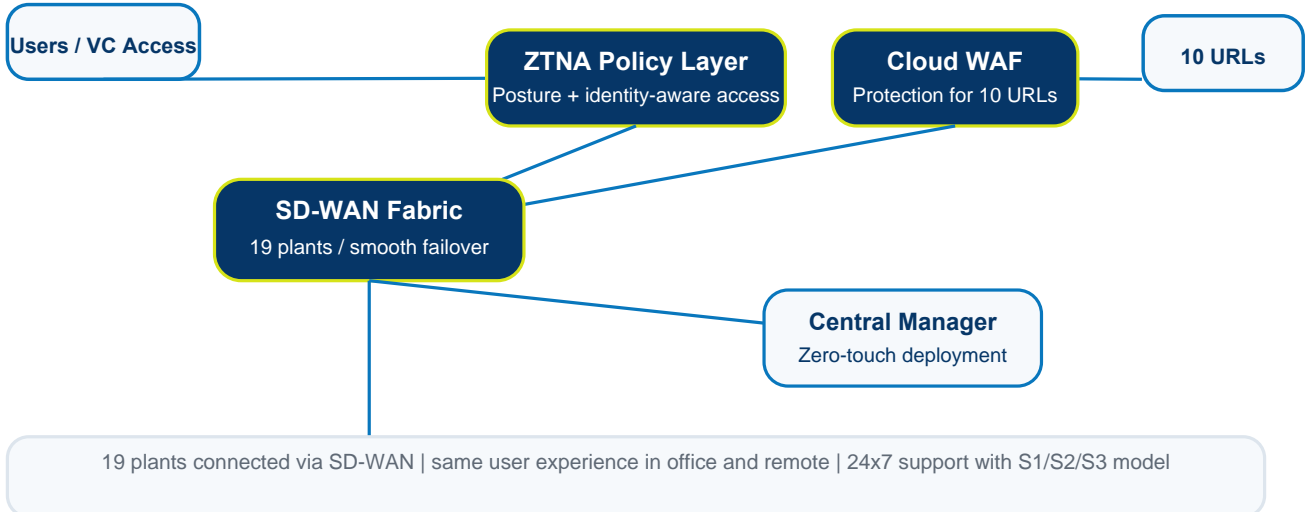 Users / VC Access
ZTNA Policy Layer
Posture + identity-aware access
Cloud WAF
Protection for 10 URLs
10 URLs
SD-WAN Fabric
19 plants / smooth failover
Central Manager
Zero-touch deployment
19 plants connected via SD-WAN | same user experience in office and remote | 24x7 support with S1/S2/S3 model